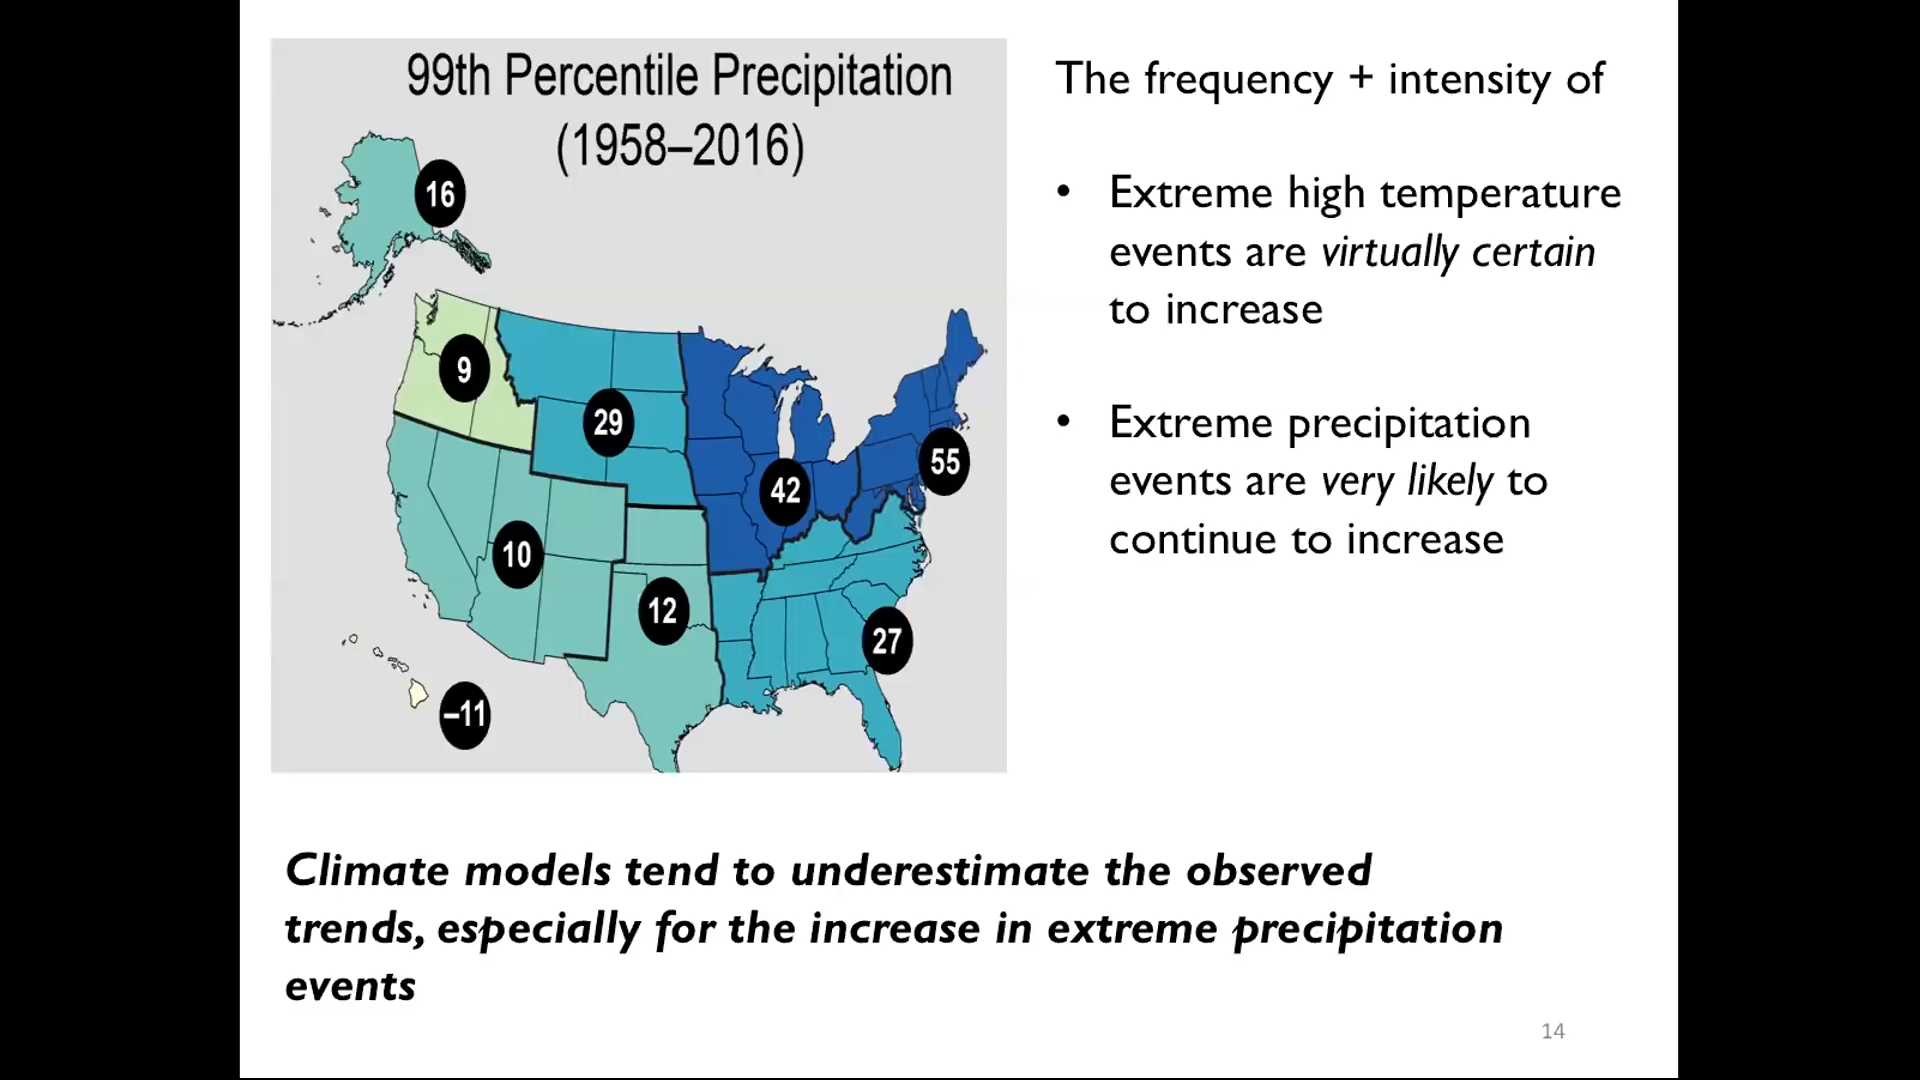 99th Percentile Precipitation
(1958–2016)
16
9
29
55
42
10
12
27
–11
The frequency + intensity of
• Extreme high temperature
events are virtually certain
to increase
• Extreme precipitation
events are very likely to
continue to increase
Climate models tend to underestimate the observed
trends, especially for the increase in extreme precipitation
events
14